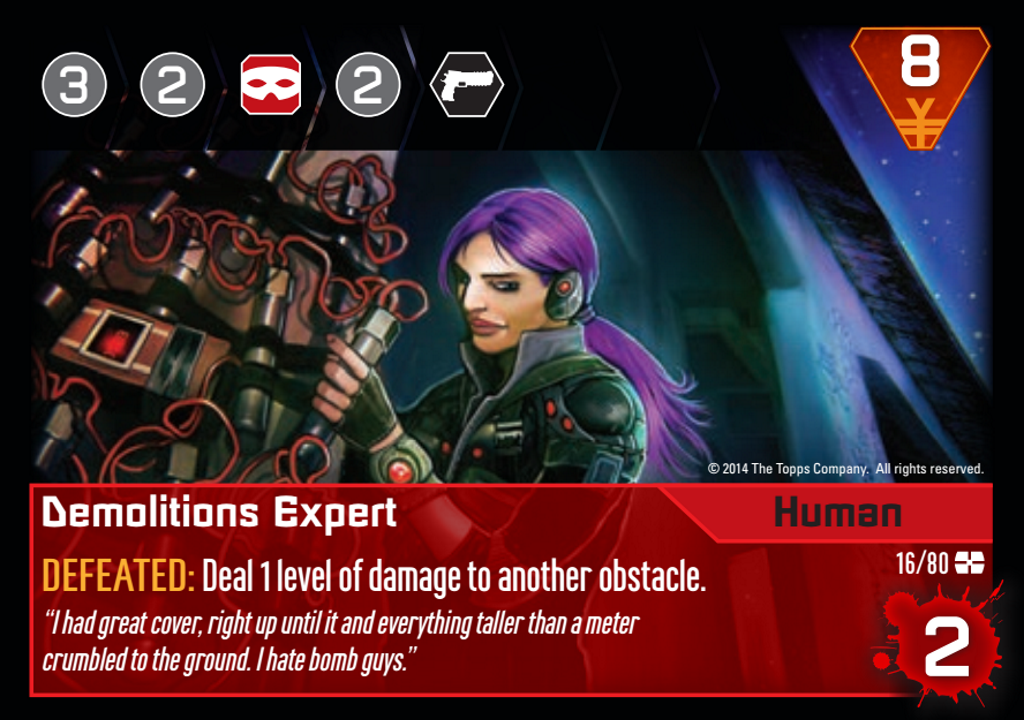 3 2 2
8
¥
© 2014 The Topps Company. All rights reserved.
Demolitions Expert
Human
DEFEATED: Deal 1 level of damage to another obstacle.
16/80
“I had great cover, right up until it and everything taller than a meter
crumbled to the ground. I hate bomb guys.”
2